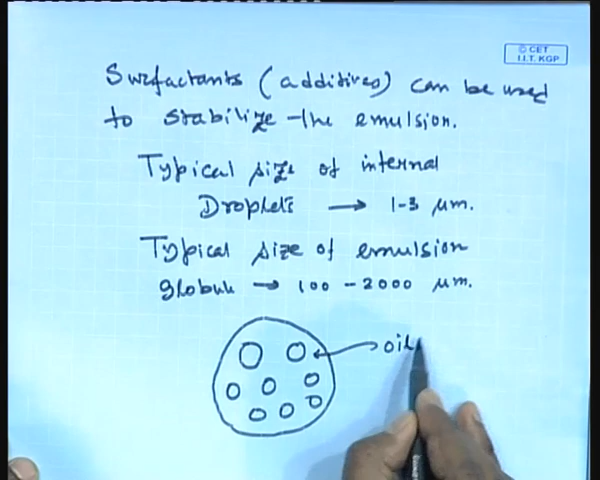 © CET
I.I.T. KGP
Surfactants (additives) can be used
to stabilize the emulsion.
Typical size of internal
Droplets → 1-3 μm.
Typical size of emulsion
globule → 100 - 2000 μm.
oil